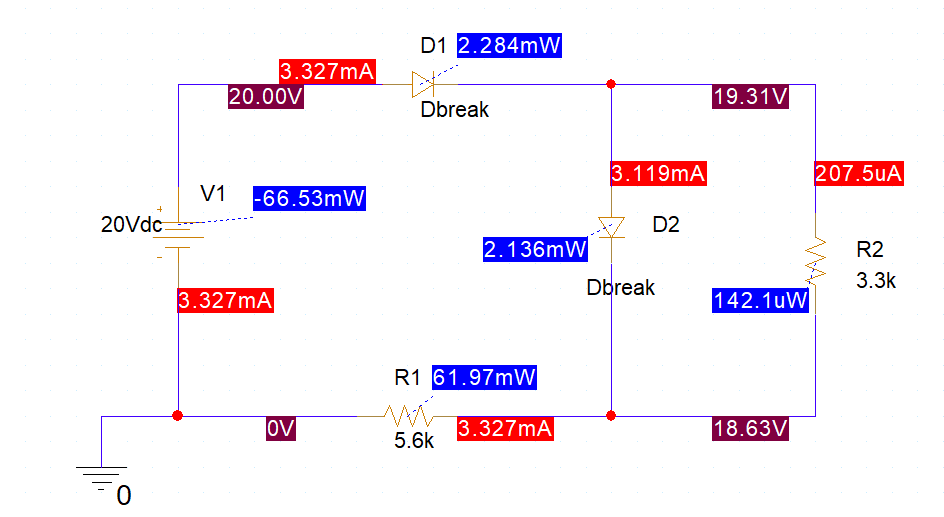 D1 2.284mW
3.327mA
20.00V
Dbreak
19.31V
3.119mA
207.5uA
V1
-66.53mW
+
20Vdc
-
D2
2.136mW
R2
3.3k
Dbreak
142.1uW
3.327mA
R1 61.97mW
0V
5.6k
3.327mA
18.63V
0